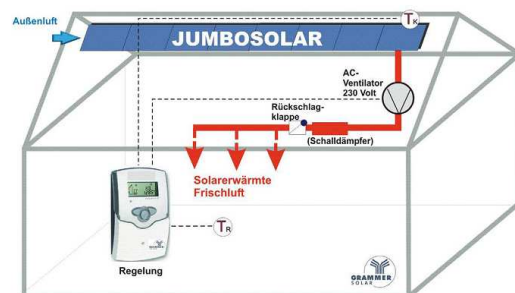 Außenluft
JUMBOSOLAR
TK
AC-
Ventilator
230 Volt
Rückschlag-
klappe
(Schalldämpfer)
Solarerwärmte
Frischluft
TR
Regelung
GRAMMER
SOLAR